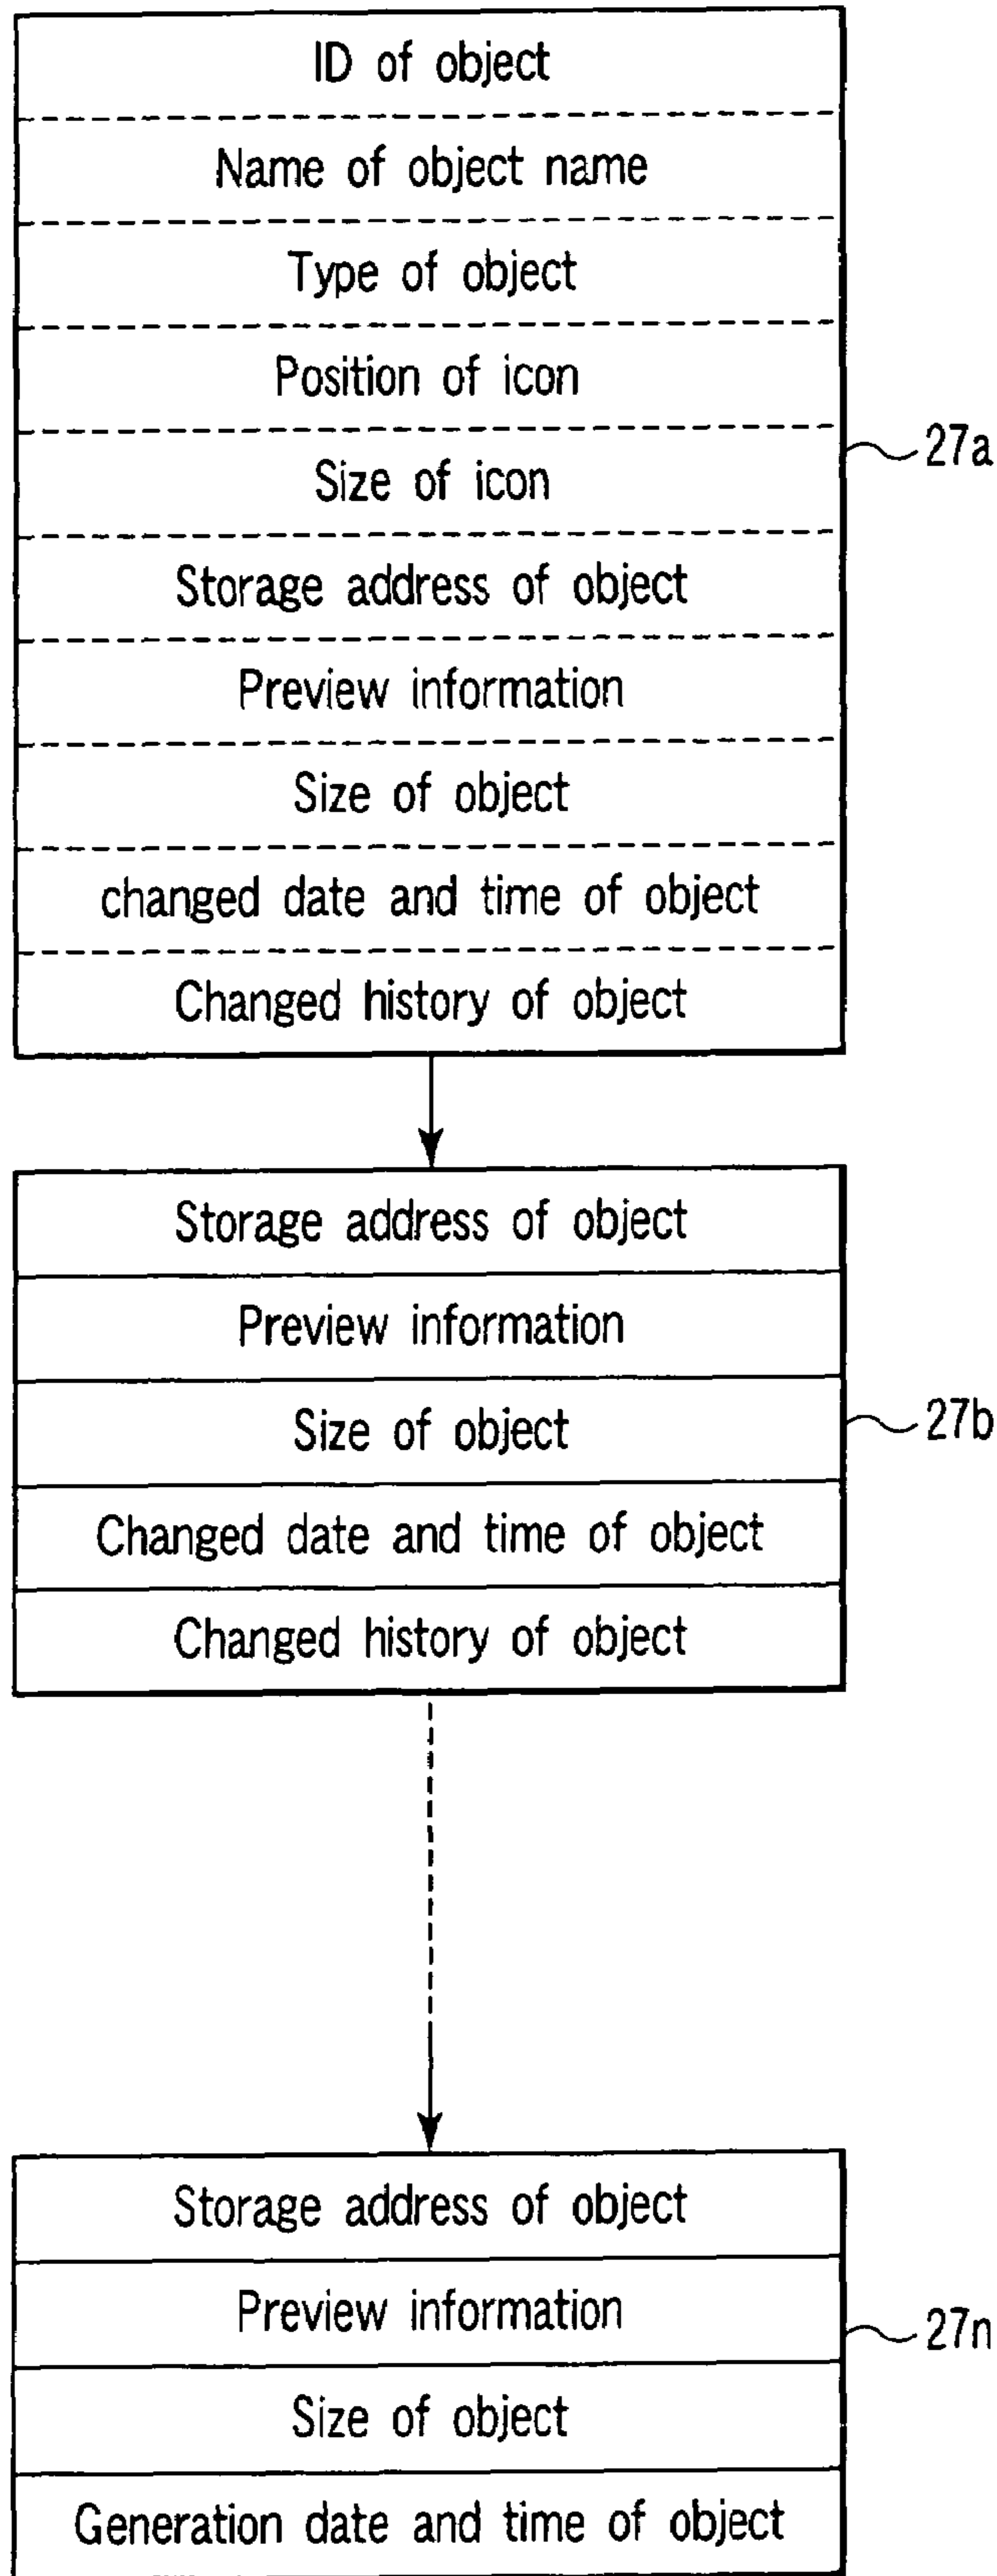 ID of object
Name of object name
Type of object
Position of icon
Size of icon
27a
Storage address of object
Preview information
Size of object
changed date and time of object
Changed history of object
Storage address of object
Preview information
Size of object
27b
Changed date and time of object
Changed history of object
Storage address of object
Preview information
27n
Size of object
Generation date and time of object